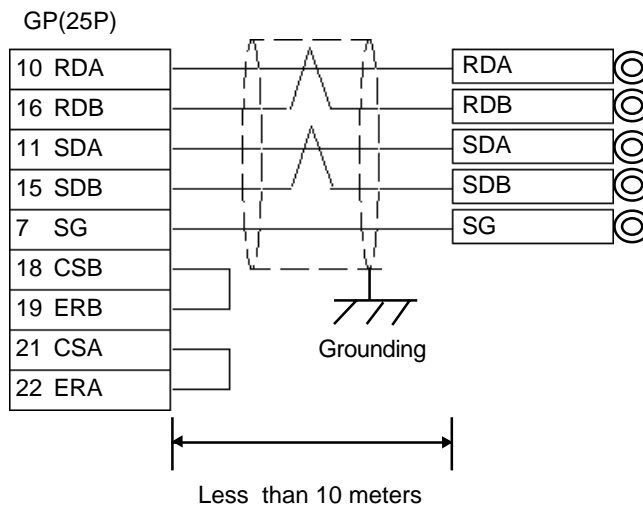 GP(25P)
10 RDA RDA
16 RDB RDB
11 SDA SDA
15 SDB SDB
7 SG SG
18 CSB
19 ERB
21 CSA
22 ERA
Grounding
Less than 10 meters